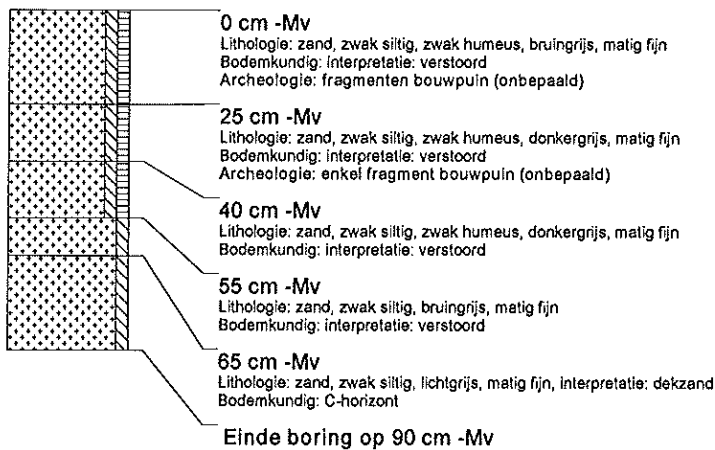 0 cm -Mv
Lithologie: zand, zwak siltig, zwak humeus, bruingrijs, matig fijn
Bodemkundig: interpretatie: verstoord
Archeologie: fragmenten bouwpuin (onbepaald)
25 cm -Mv
Lithologie: zand, zwak siltig, zwak humeus, donkergrijs, matig fijn
Bodemkundig: interpretatie: verstoord
Archeologie: enkel fragment bouwpuin (onbepaald)
40 cm -Mv
Lithologie: zand, zwak siltig, zwak humeus, donkergrijs, matig fijn
Bodemkundig: interpretatie: verstoord
55 cm -Mv
Lithologie: zand, zwak siltig, bruingrijs, matig fijn
Bodemkundig: interpretatie: verstoord
65 cm -Mv
Lithologie: zand, zwak siltig, lichtgrijs, matig fijn, interpretatie: dekzand
Bodemkundig: C-horizont
Einde boring op 90 cm -Mv